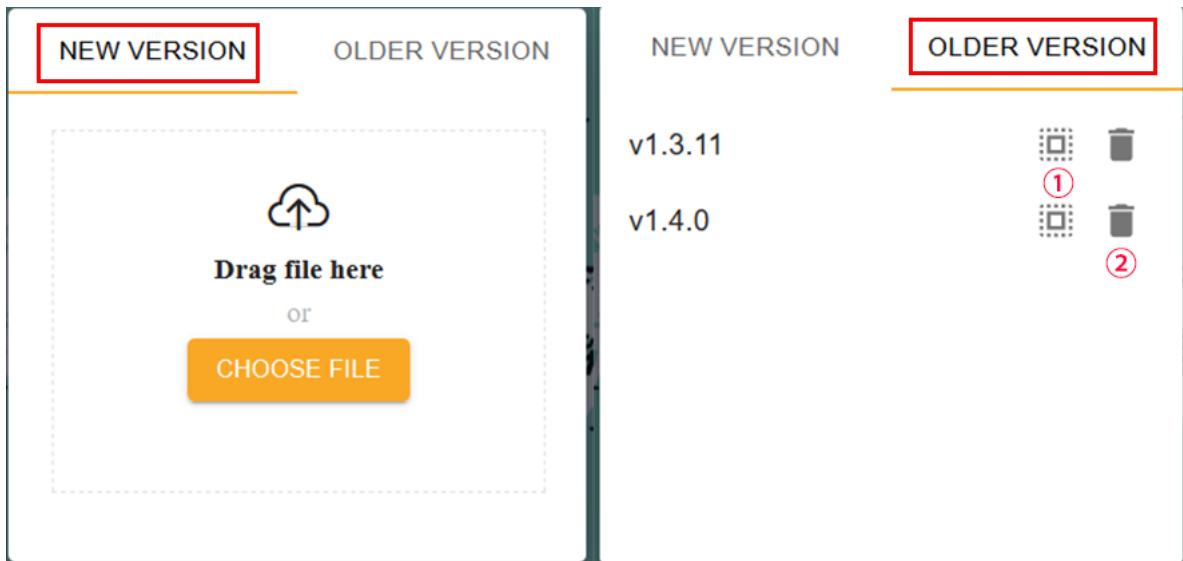 NEW VERSION
OLDER VERSION
Drag file here
or
CHOOSE FILE
NEW VERSION
OLDER VERSION
v1.3.11
①
v1.4.0
②